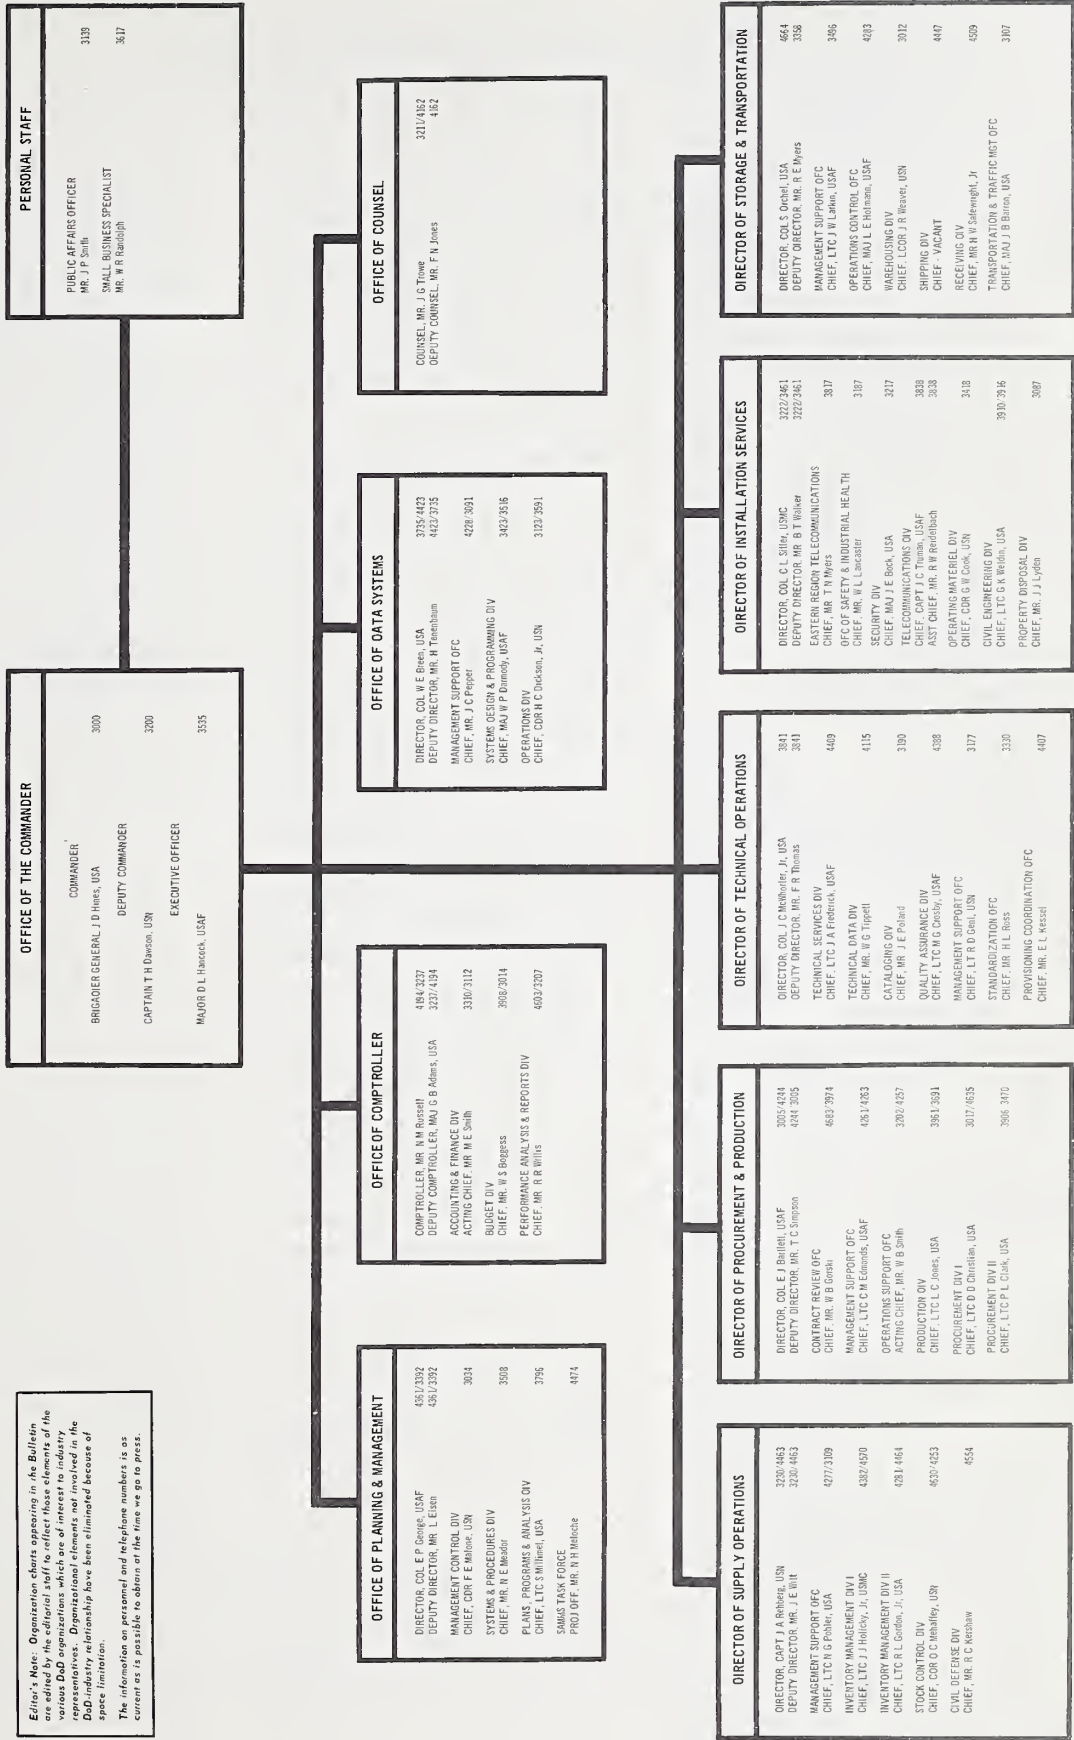 Editor's Note: Organization charts appearing in the Bulletin
are edited by the editorial staff to reflect those elements of the
various DoD organizations which are of interest to industry
representatives. Organizational elements not involved in the
DoD-industry relationship have been eliminated because of
space limitation.
The information on personnel and telephone numbers is as
current as is possible to obtain at the time we go to press.
OFFICE OF THE COMMANDER
COMMANDER
BRIGADIER GENERAL J D Hines, USA 3000
DEPUTY COMMANDER
CAPTAIN T H Dawson, USN 3200
EXECUTIVE OFFICER
MAJOR D L Hancock, USAF 3535
PERSONAL STAFF
PUBLIC AFFAIRS OFFICER
MR. J P Smith 3139
SMALL BUSINESS SPECIALIST
MR. W R Randolph 3617
OFFICE OF PLANNING & MANAGEMENT
DIRECTOR, COL E P George, USAF 4361/3392
DEPUTY DIRECTOR, MR L Eisen 4361/3392
MANAGEMENT CONTROL DIV
CHIEF, CDR F E Malone, USN 3034
SYSTEMS & PROCEDURES DIV
CHIEF, MR. N E Meador 3508
PLANS, PROGRAMS & ANALYSIS DIV
CHIEF, LTC S Millimet, USA 3796
SAMMS TASK FORCE
PROJ OFF. MR. N H Meloche 4474
OFFICE OF COMPTROLLER
COMPTROLLER, MR. N M Russell 4194/3237
DEPUTY COMPTROLLER, MAJ G B Adams, USA 3237/4194
ACCOUNTING & FINANCE DIV
ACTING CHIEF, MR M E Smith 3310/3112
BUDGET DIV
CHIEF, MR. W S Boggess 3908/3014
PERFORMANCE ANALYSIS & REPORTS DIV
CHIEF, MR R R Willis 4603/3207
OFFICE OF DATA SYSTEMS
DIRECTOR, COL W E Breen, USA 3735/4423
DEPUTY DIRECTOR, MR. H Tenenbaum 4423/3735
MANAGEMENT SUPPORT OFC
CHIEF, MR. J C Pepper 4228/3091
SYSTEMS DESIGN & PROGRAMMING DIV
CHIEF, MAJ W P Darmody, USAF 3423/3516
OPERATIONS DIV
CHIEF, CDR H C Dickson, Jr, USN 3123/3591
OFFICE OF COUNSEL
COUNSEL, MR. J G Trowe 3211/4162
DEPUTY COUNSEL, MR. F N Jones 4162
DIRECTOR OF SUPPLY OPERATIONS
DIRECTOR, CAPT J A Rehberg, USN 3230/4463
DEPUTY DIRECTOR, MR. J E Witt 3230/4463
MANAGEMENT SUPPORT OFC
CHIEF, LTC N G Pohler, USA 4277/3109
INVENTORY MANAGEMENT DIV I
CHIEF, LTC J J Holicky, Jr, USMC 4382/4570
INVENTORY MANAGEMENT DIV II
CHIEF, LTC R L Gordon, Jr, USA 4281/4464
STOCK CONTROL DIV
CHIEF, CDR O C Mehaffey, USN 4630/4253
CIVIL DEFENSE DIV
CHIEF, MR. R C Kershaw 4554
DIRECTOR OF PROCUREMENT & PRODUCTION
DIRECTOR, COL E J Bartlett, USAF 3005/4244
DEPUTY DIRECTOR, MR. T C Simpson 4244 3005
CONTRACT REVIEW OFC
CHIEF, MR. W B Gorski 4683/3974
MANAGEMENT SUPPORT OFC
CHIEF, LTC C M Edmonds, USAF 4261/4263
OPERATIONS SUPPORT OFC
ACTING CHIEF, MR. W B Smith 3202/4257
PRODUCTION DIV
CHIEF, LTC L C Jones, USA 3961/3691
PROCUREMENT DIV I
CHIEF, LTC D D Christian, USA 3017/4635
PROCUREMENT DIV II
CHIEF, LTC P L Clark, USA 3906 3470
DIRECTOR OF TECHNICAL OPERATIONS
DIRECTOR, COL J C McWhorter, Jr, USA 3841
DEPUTY DIRECTOR, MR. F R Thomas 3841
TECHNICAL SERVICES DIV
CHIEF, LTC J A Frederick, USAF 4409
TECHNICAL DATA DIV
CHIEF, MR. W G Tippett 4115
CATALOGING DIV
CHIEF, MR J E Poland 3190
QUALITY ASSURANCE DIV
CHIEF, LTC M G Crosby, USAF 4388
MANAGEMENT SUPPORT OFC
CHIEF, LT R D Gent, USN 3177
STANDARDIZATION OFC
CHIEF, MR H L Ross 3330
PROVISIONING COORDINATION OFC
CHIEF, MR. E L Kessel 4407
DIRECTOR OF INSTALLATION SERVICES
DIRECTOR, COL C L Sitler, USMC 3222/3461
DEPUTY DIRECTOR, MR B T Walker 3222/3461
EASTERN REGION TELECOMMUNICATIONS
CHIEF, MR T N Myers 3817
OFC OF SAFETY & INDUSTRIAL HEALTH
CHIEF, MR. W L Lancaster 3187
SECURITY DIV
CHIEF, MAJ J E Bock, USA 3217
TELECOMMUNICATIONS DIV
CHIEF, CAPT J C Truman, USAF 3838
ASST CHIEF, MR. R W Reidelbach 3838
OPERATING MATERIEL DIV
CHIEF, CDR G W Cook, USN 3418
CIVIL ENGINEERING DIV
CHIEF, LTC G K Weldin, USA 3930/3916
PROPERTY DISPOSAL DIV
CHIEF, MR. J J Lyden 3087
DIRECTOR OF STORAGE & TRANSPORTATION
DIRECTOR, COL S Orchel, USA 4664
DEPUTY DIRECTOR, MR. R E Myers 3358
MANAGEMENT SUPPORT OFC
CHIEF, LTC J W Larkin, USAF 3496
OPERATIONS CONTROL OFC
CHIEF, MAJ L E Hofmann, USAF 4283
WAREHOUSING DIV
CHIEF, LCDR J R Weaver, USN 3012
SHIPPING DIV
CHIEF - VACANT 4447
RECEIVING DIV
CHIEF, MR H W Satewright, Jr 4509
TRANSPORTATION & TRAFFIC MGT OFC
CHIEF, MAJ J B Barron, USA 3107